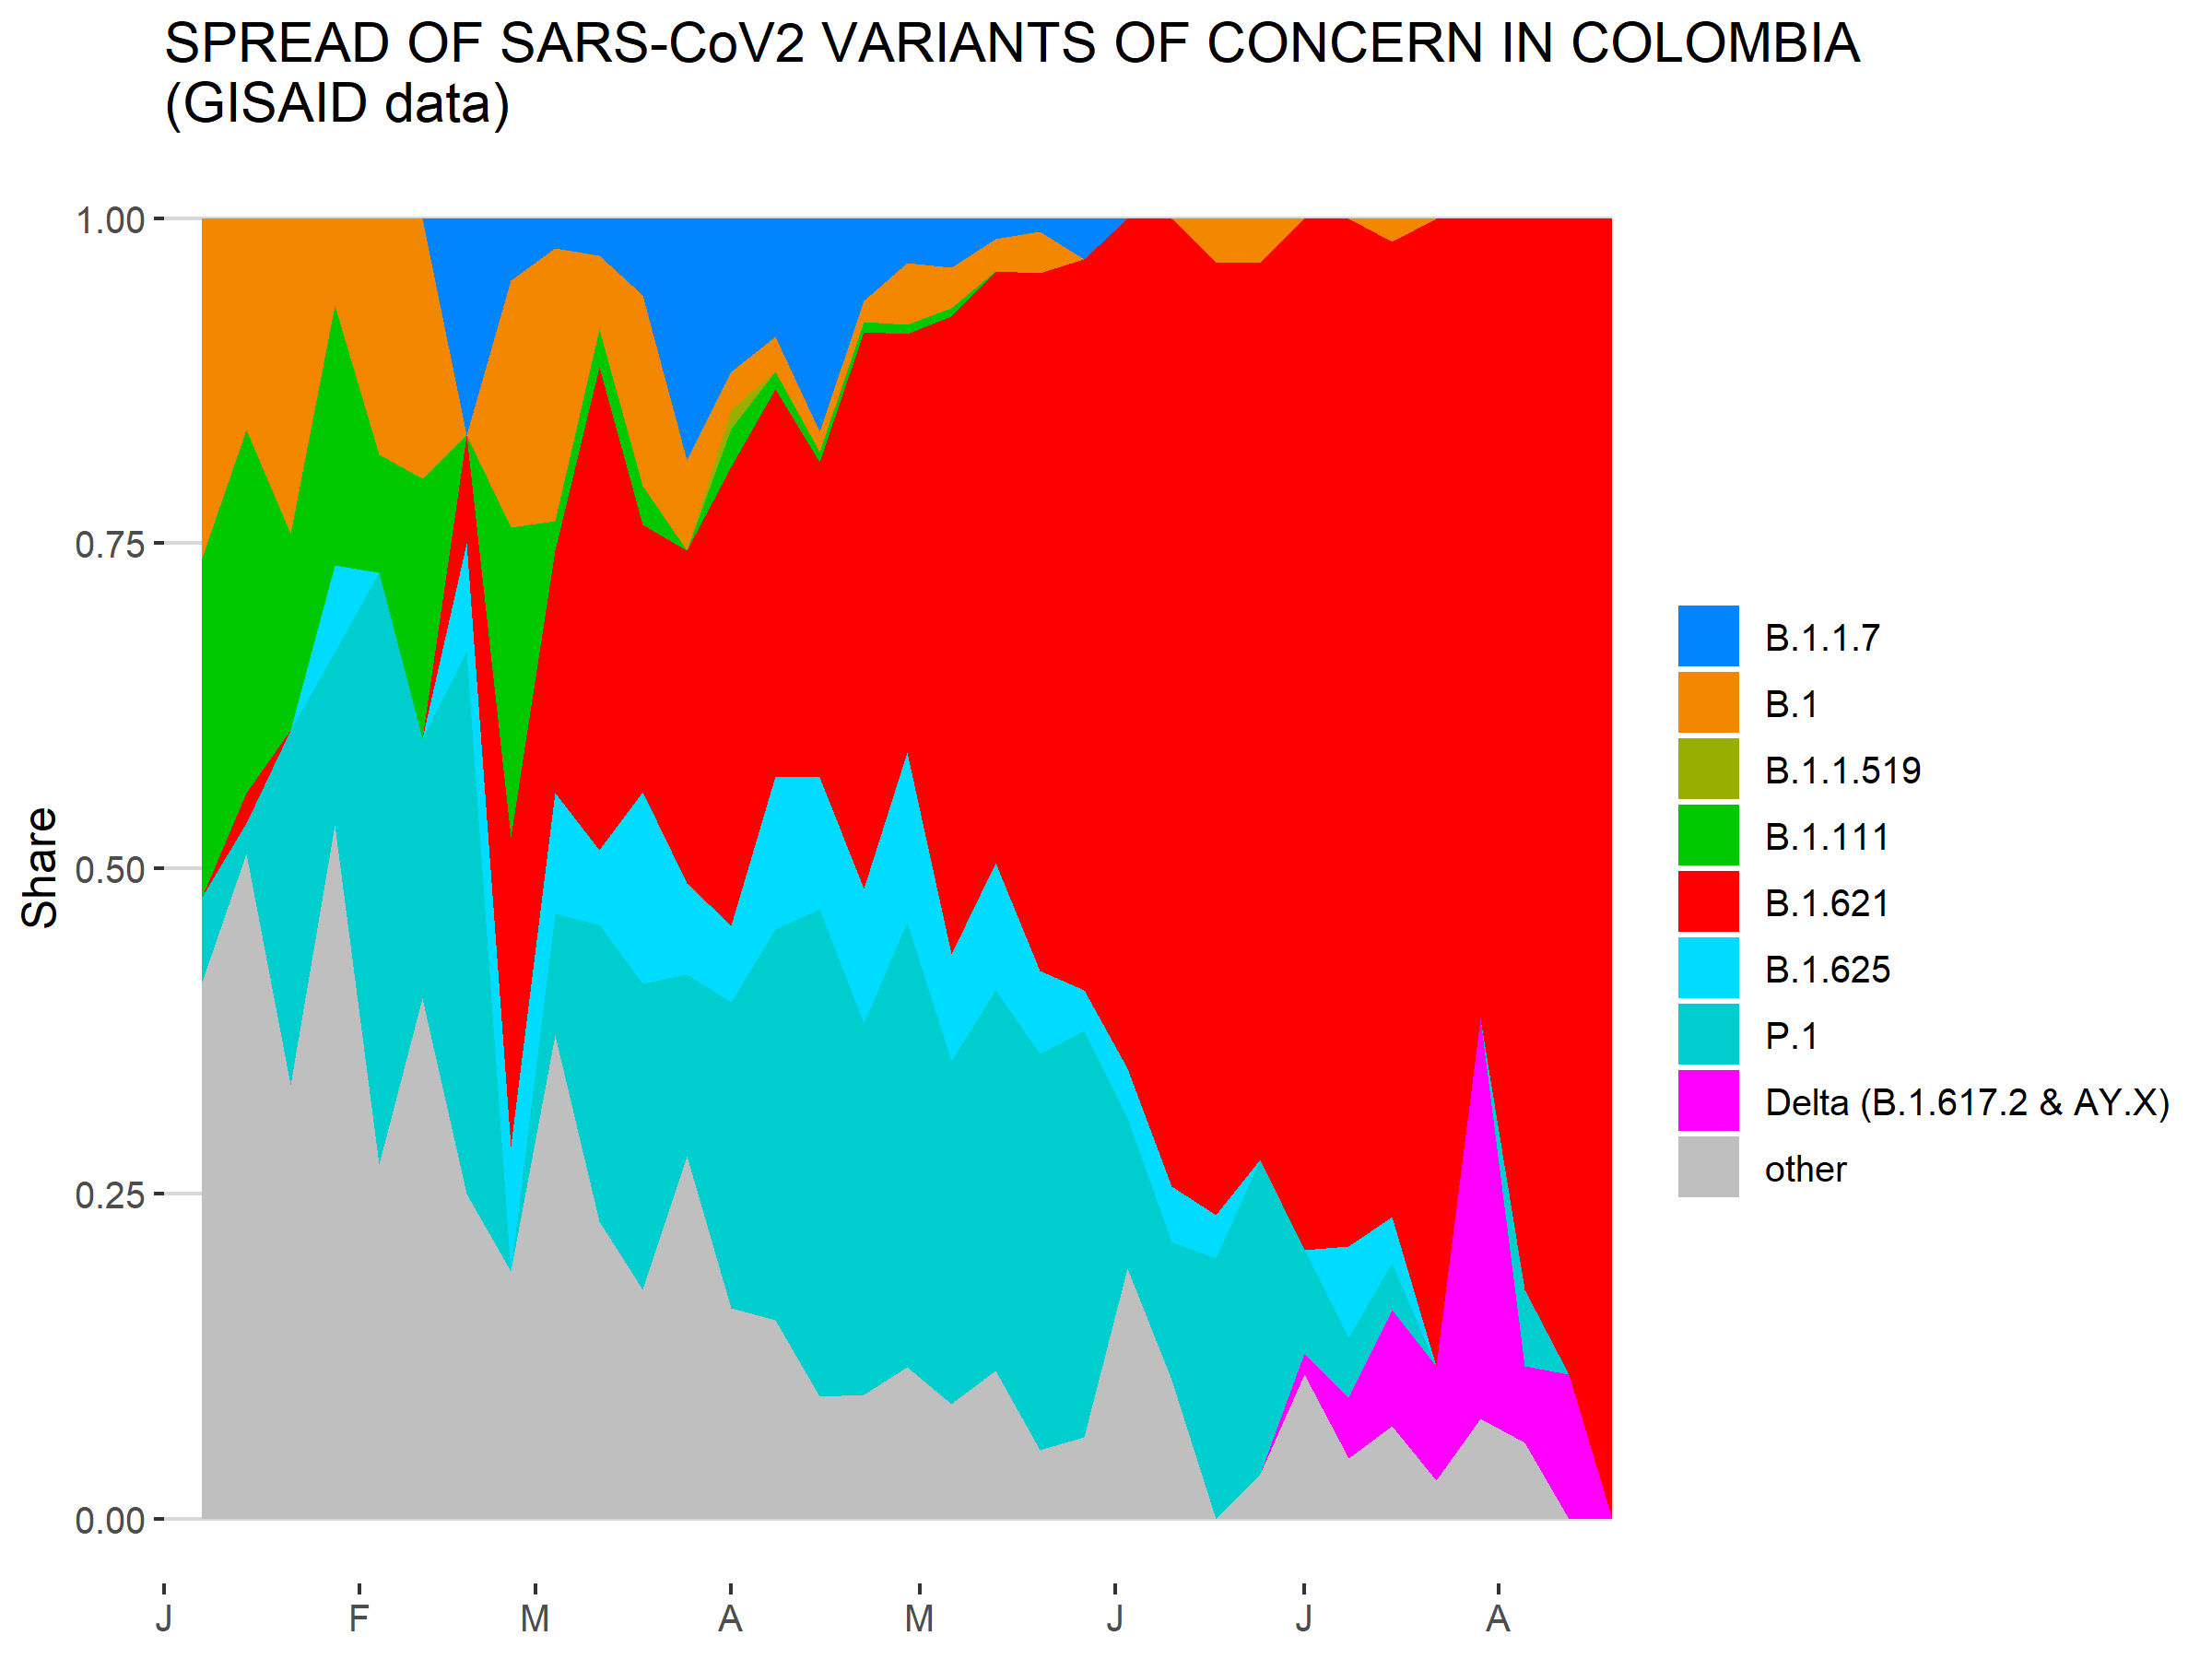 SPREAD OF SARS-CoV2 VARIANTS OF CONCERN IN COLOMBIA
(GISAID data)
1.00
0.75
0.50
0.25
0.00
Share
J F M A M J J A
B.1.1.7
B.1
B.1.1.519
B.1.111
B.1.621
B.1.625
P.1
Delta (B.1.617.2 & AY.X)
other